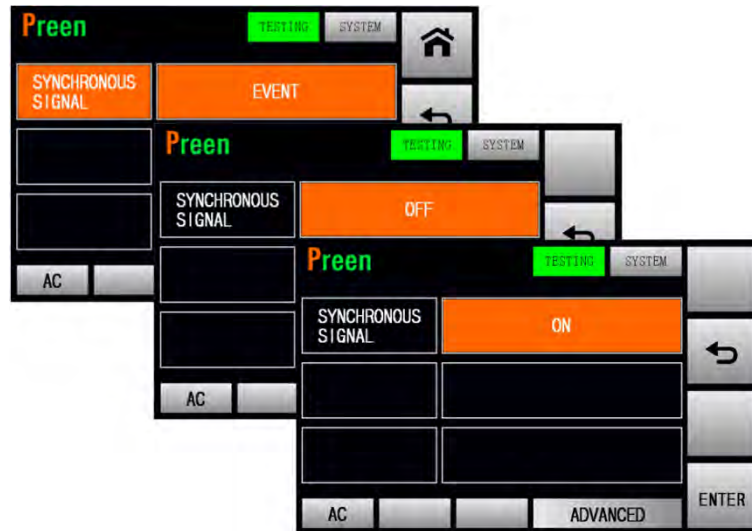 Preen
TESTING
SYSTEM
SYNCHRONOUS
SIGNAL
EVENT
AC
Preen
TESTING
SYSTEM
SYNCHRONOUS
SIGNAL
OFF
AC
Preen
TESTING
SYSTEM
SYNCHRONOUS
SIGNAL
ON
AC
ADVANCED
ENTER